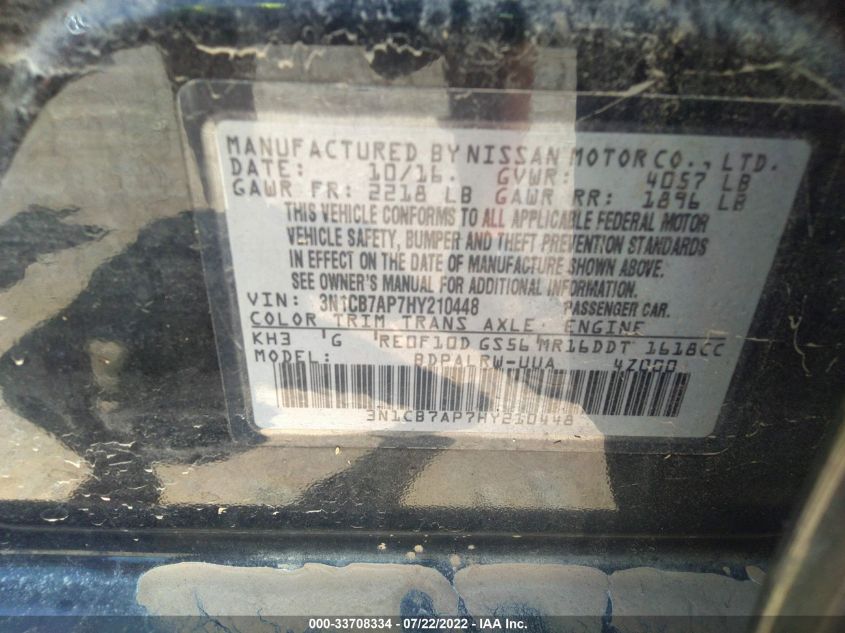 MANUFACTURED BY NISSAN MOTOR CO., LTD.
DATE: 10/16 GVWR: 4057 LB
GAWR FR: 2218 LB GAWR RR: 1896 LB
THIS VEHICLE CONFORMS TO ALL APPLICABLE FEDERAL MOTOR
VEHICLE SAFETY, BUMPER AND THEFT PREVENTION STANDARDS
IN EFFECT ON THE DATE OF MANUFACTURE SHOWN ABOVE.
SEE OWNER'S MANUAL FOR ADDITIONAL INFORMATION.
VIN: 3N1CB7AP7HY210448 PASSENGER CAR.
COLOR TRIM TRANS AXLE ENGINE
KH3 G RE0F10D GS56 MR16DDT 1618CC
MODEL: BDPALRW-UUA 4Z000
3N1CB7AP7HY210448
000-33708334 / 07/22/2022 - IAA Inc.